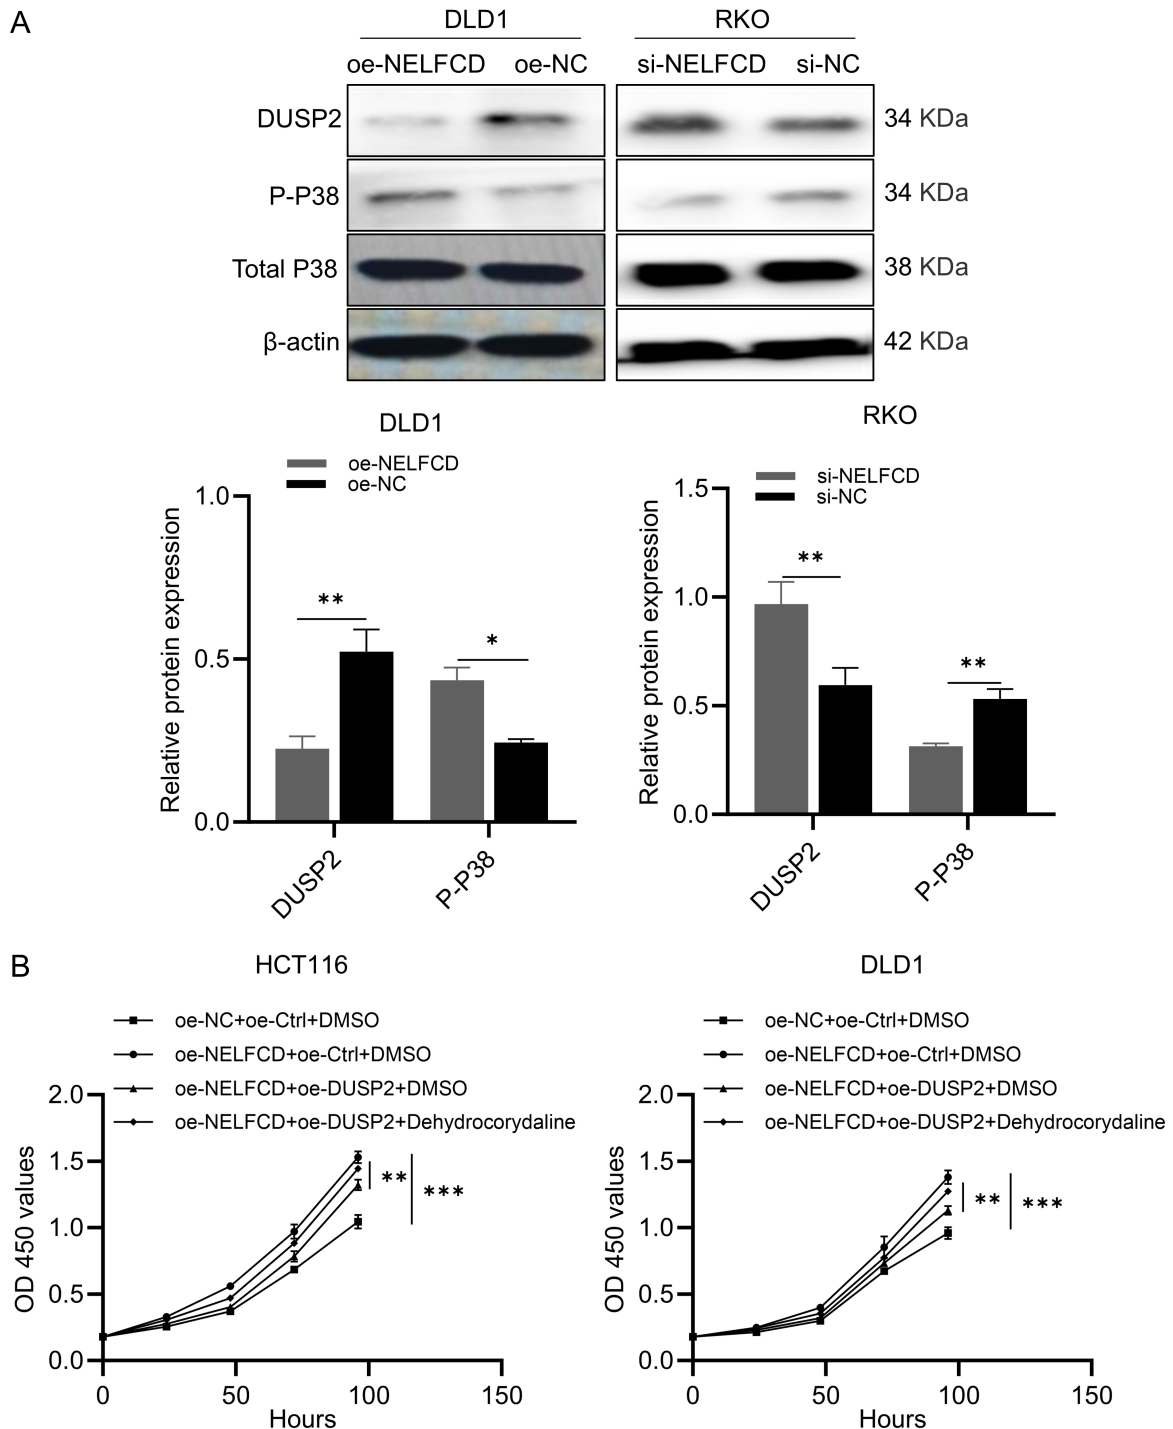 A
DLD1 RKO
oe-NELFCD oe-NC si-NELFCD si-NC
DUSP2 34 KDa
P-P38 34 KDa
Total P38 38 KDa
β-actin 42 KDa
DLD1
oe-NELFCD
oe-NC
Relative protein expression
1.0
0.5
0.0
**
*
DUSP2
P-P38
RKO
si-NELFCD
si-NC
Relative protein expression
1.5
1.0
0.5
0.0
**
**
DUSP2
P-P38
B
HCT116
oe-NC+oe-Ctrl+DMSO
oe-NELFCD+oe-Ctrl+DMSO
oe-NELFCD+oe-DUSP2+DMSO
oe-NELFCD+oe-DUSP2+Dehydrocorydaline
OD 450 values
2.0
1.5
1.0
0.5
0.0
**
***
0 50 100 150
Hours
DLD1
oe-NC+oe-Ctrl+DMSO
oe-NELFCD+oe-Ctrl+DMSO
oe-NELFCD+oe-DUSP2+DMSO
oe-NELFCD+oe-DUSP2+Dehydrocorydaline
OD 450 values
2.0
1.5
1.0
0.5
0.0
**
***
0 50 100 150
Hours